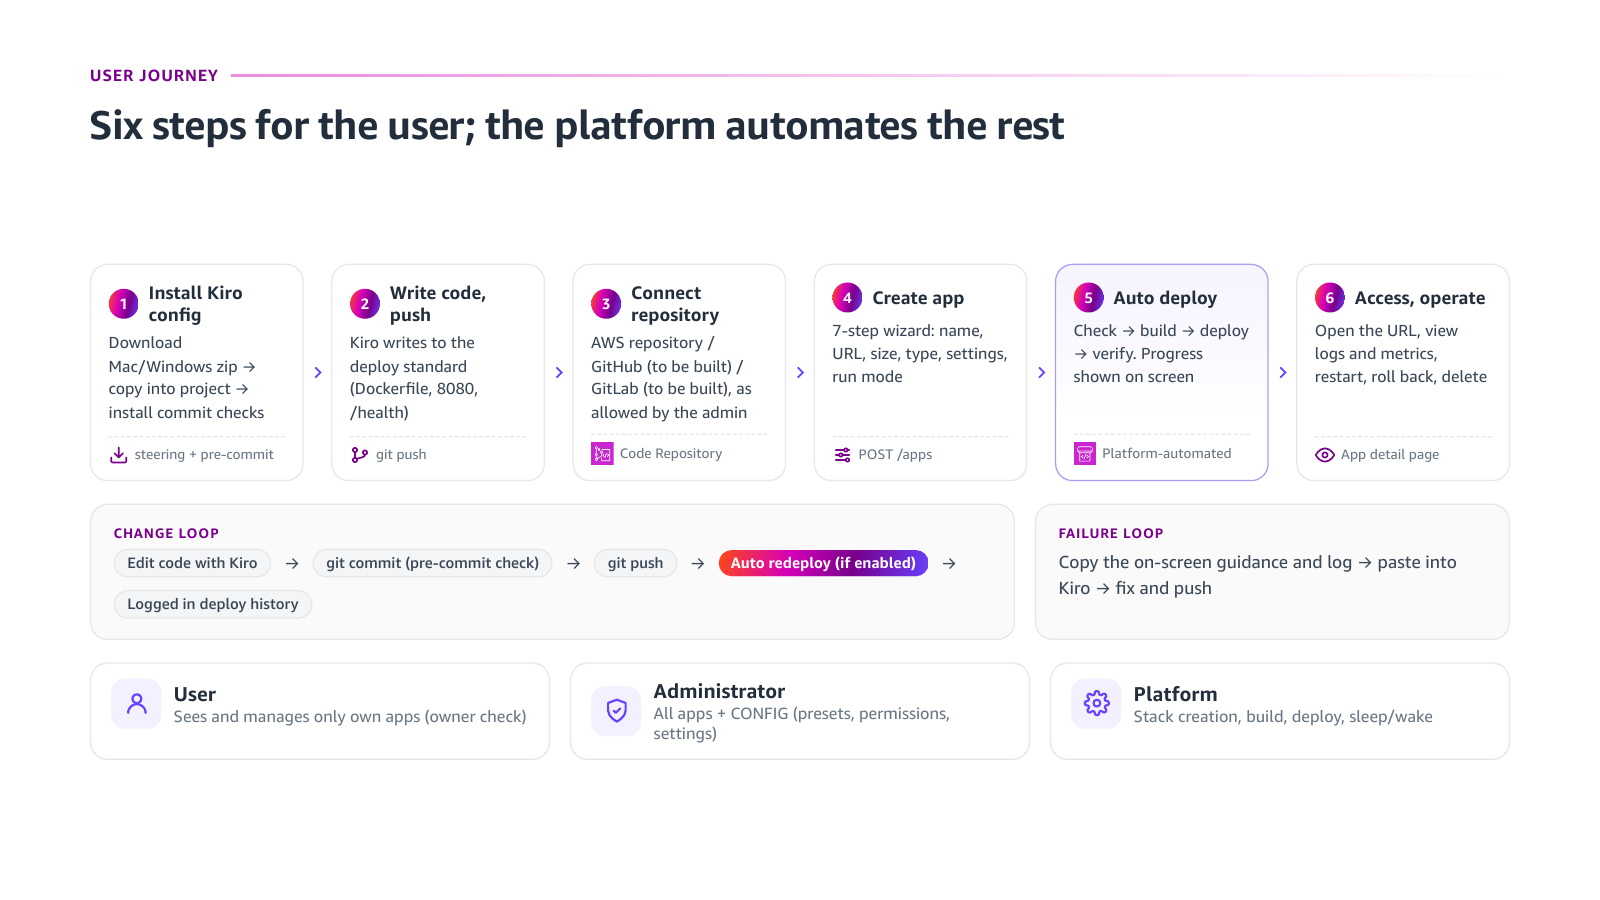 USER JOURNEY
Six steps for the user; the platform automates the rest
1
Install Kiro
config
Download
Mac/Windows zip →
copy into project →
install commit checks
steering + pre-commit
2
Write code,
push
Kiro writes to the
deploy standard
(Dockerfile, 8080,
/health)
git push
3
Connect
repository
AWS repository /
GitHub (to be built) /
GitLab (to be built), as
allowed by the admin
Code Repository
4
Create app
7-step wizard: name,
URL, size, type, settings,
run mode
POST /apps
5
Auto deploy
Check → build → deploy
→ verify. Progress
shown on screen
Platform-automated
6
Access, operate
Open the URL, view
logs and metrics,
restart, roll back, delete
App detail page
CHANGE LOOP
Edit code with Kiro → git commit (pre-commit check) → git push → Auto redeploy (if enabled) →
Logged in deploy history
FAILURE LOOP
Copy the on-screen guidance and log → paste into
Kiro → fix and push
User
Sees and manages only own apps (owner check)
Administrator
All apps + CONFIG (presets, permissions,
settings)
Platform
Stack creation, build, deploy, sleep/wake